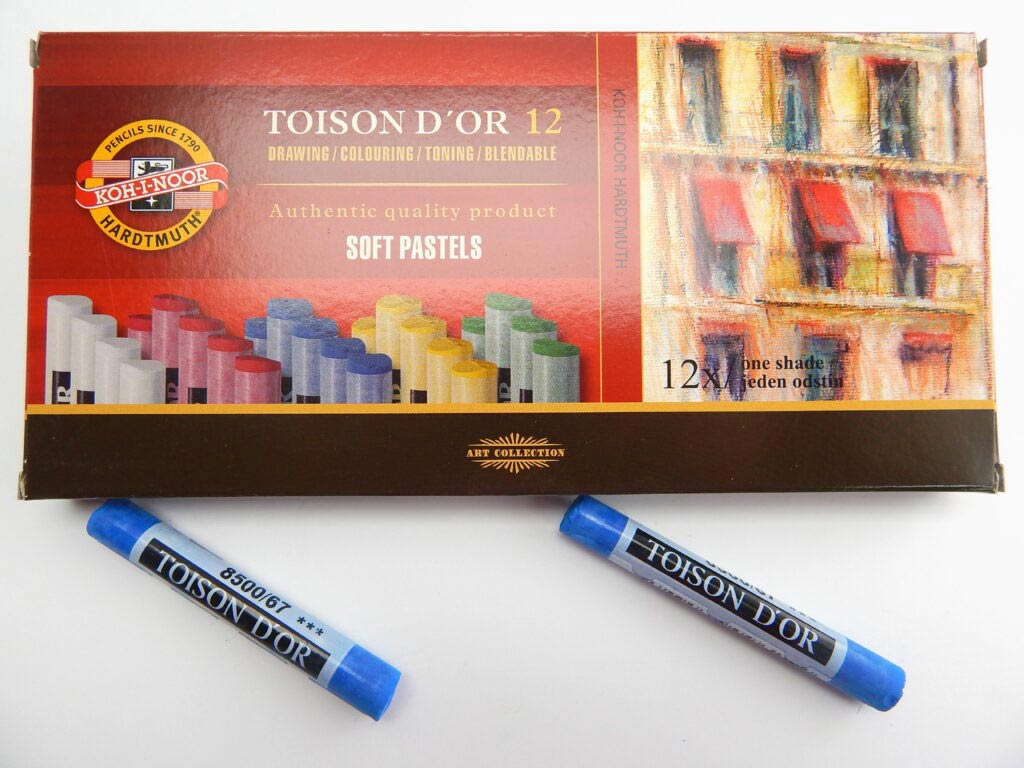 PENCILS SINCE 1790
KOH-I-NOOR
HARDTMUTH®
TOISON D'OR 12
DRAWING / COLOURING / TONING / BLENDABLE
Authentic quality product
SOFT PASTELS
KOH-I-NOOR HARDTMUTH
12x/ one shade
jeden odstín
ART COLLECTION
8500/67 ***
TOISON D'OR
TOISON D'OR